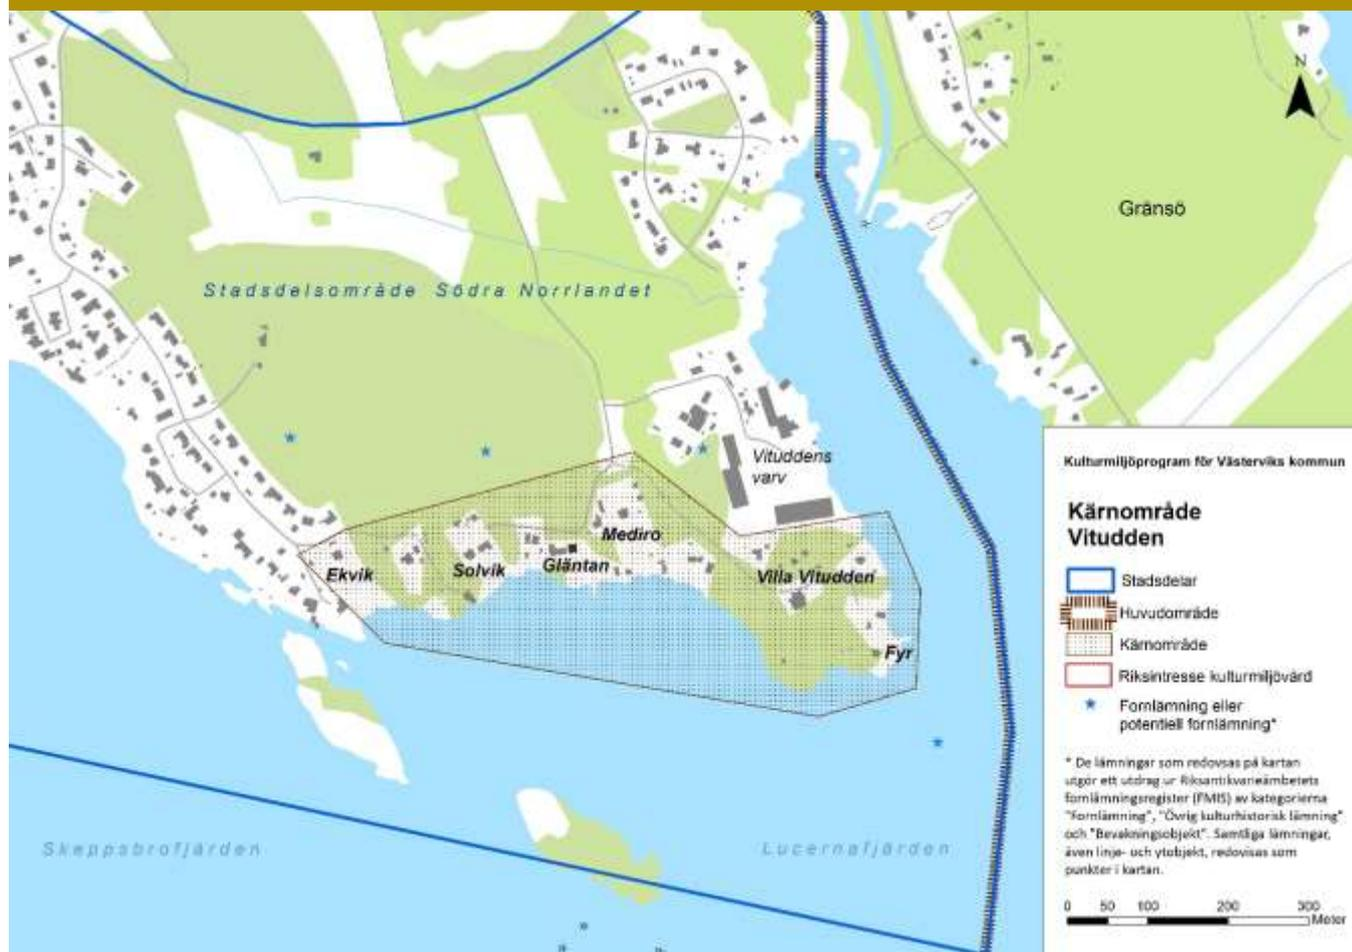 N
Gränsö
Stadsdelsområde Södra Norrlandet
Vituddens
varv
Mediro
Ekvik
Solvik
Gläntan
Villa Vitudden
Fyr
Skeppsbrofjärden
Lucernafjärden
Kulturmiljöprogram för Västerviks kommun
Kärnområde
Vitudden
Stadsdelar
Huvudområde
Kärnområde
Riksintresse kulturmiljövård
Fornlämning eller
potentiell fornlämning*
* De lämningar som redovsas på kartan
utgör ett utdrag ur Riksantikvarieämbetets
fornlämningsregister (FMIS) av kategorierna
"Fornlämning", "Övrig kulturhistorisk lämning"
och "Bevakningsobjekt". Samtliga lämningar,
även linje- och ytobjekt, redovisas som
punkter i kartan.
0 50 100 200 300
Meter